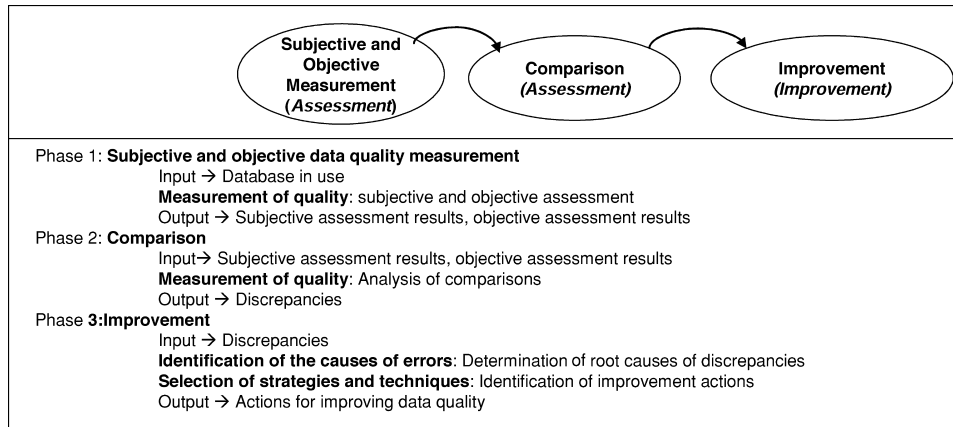 Subjective and
Objective
Measurement
(Assessment)
Comparison
(Assessment)
Improvement
(Improvement)
Phase 1: Subjective and objective data quality measurement
Input → Database in use
Measurement of quality: subjective and objective assessment
Output → Subjective assessment results, objective assessment results
Phase 2: Comparison
Input→ Subjective assessment results, objective assessment results
Measurement of quality: Analysis of comparisons
Output → Discrepancies
Phase 3:Improvement
Input → Discrepancies
Identification of the causes of errors: Determination of root causes of discrepancies
Selection of strategies and techniques: Identification of improvement actions
Output → Actions for improving data quality